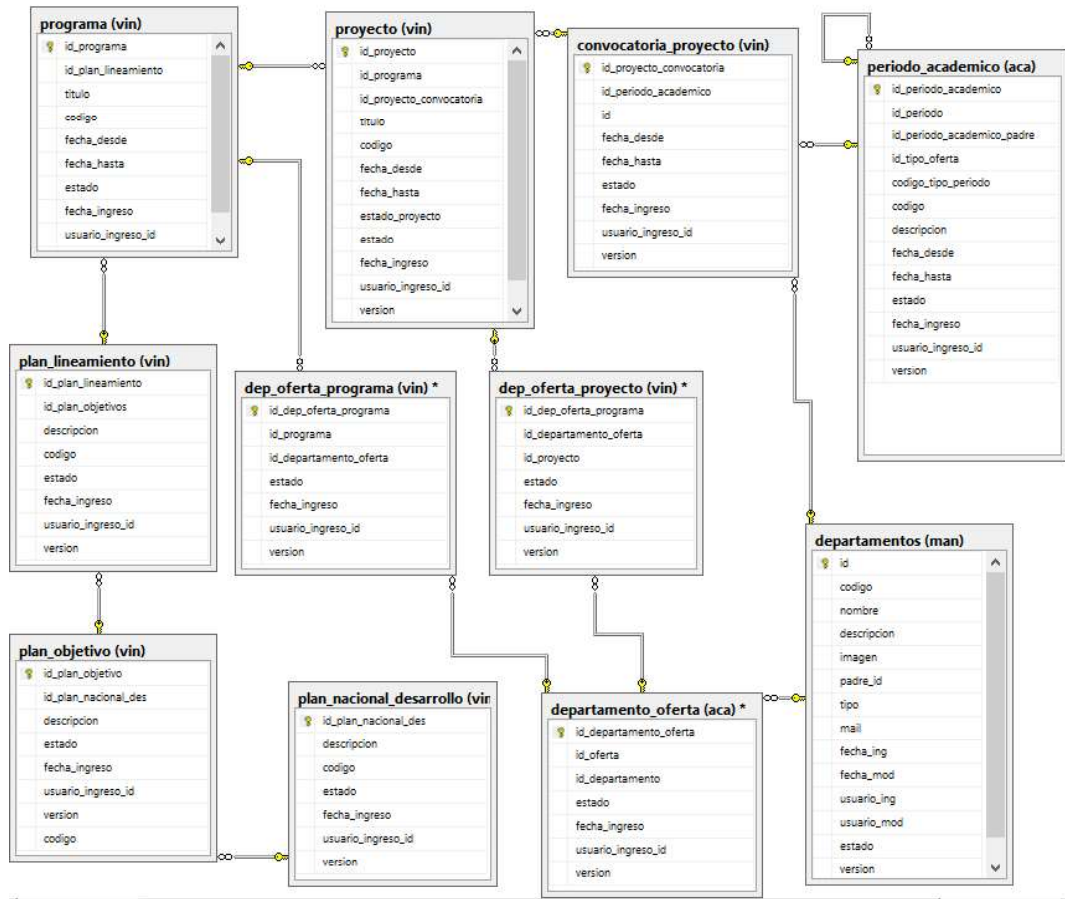 programa (vin)
id_programa
id_plan_lineamiento
titulo
codigo
fecha_desde
fecha_hasta
estado
fecha_ingreso
usuario_ingreso_id
proyecto (vin)
id_proyecto
id_programa
id_proyecto_convocatoria
titulo
codigo
fecha_desde
fecha_hasta
estado_proyecto
estado
fecha_ingreso
usuario_ingreso_id
version
convocatoria_proyecto (vin)
id_proyecto_convocatoria
id_periodo_academico
id
fecha_desde
fecha_hasta
estado
fecha_ingreso
usuario_ingreso_id
version
periodo_academico (aca)
id_periodo_academico
id_periodo
id_periodo_academico_padre
id_tipo_oferta
codigo_tipo_periodo
codigo
descripcion
fecha_desde
fecha_hasta
estado
fecha_ingreso
usuario_ingreso_id
version
plan_lineamiento (vin)
id_plan_lineamiento
id_plan_objetivos
descripcion
codigo
estado
fecha_ingreso
usuario_ingreso_id
version
dep_oferta_programa (vin) *
id_dep_oferta_programa
id_programa
id_departamento_oferta
estado
fecha_ingreso
usuario_ingreso_id
version
dep_oferta_proyecto (vin) *
id_dep_oferta_programa
id_departamento_oferta
id_proyecto
estado
fecha_ingreso
usuario_ingreso_id
version
departamentos (man)
id
codigo
nombre
descripcion
imagen
padre_id
tipo
mail
fecha_ing
fecha_mod
usuario_ing
usuario_mod
estado
version
plan_objetivo (vin)
id_plan_objetivo
id_plan_nacional_des
descripcion
estado
fecha_ingreso
usuario_ingreso_id
version
codigo
plan_nacional_desarrollo (vin
id_plan_nacional_des
descripcion
codigo
estado
fecha_ingreso
usuario_ingreso_id
version
departamento_oferta (aca) *
id_departamento_oferta
id_oferta
id_departamento
estado
fecha_ingreso
usuario_ingreso_id
version